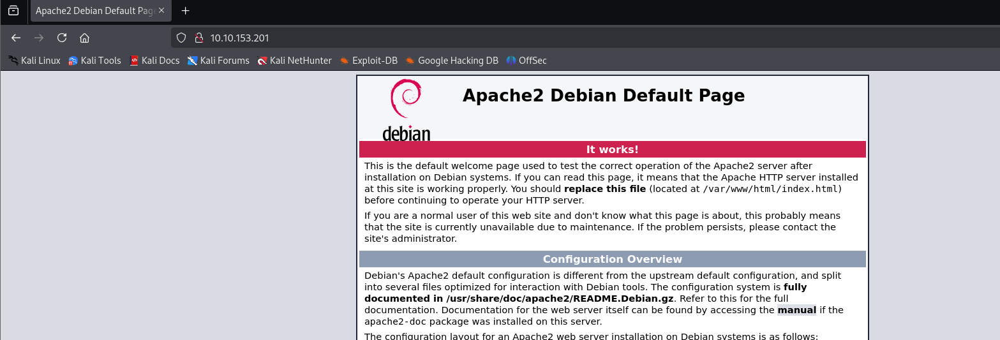 Apache2 Debian Default Pag
10.10.153.201
Kali Linux Kali Tools Kali Docs Kali Forums Kali NetHunter Exploit-DB Google Hacking DB OffSec
debian
Apache2 Debian Default Page
It works!
This is the default welcome page used to test the correct operation of the Apache2 server after
installation on Debian systems. If you can read this page, it means that the Apache HTTP server installed
at this site is working properly. You should replace this file (located at /var/www/html/index.html)
before continuing to operate your HTTP server.
If you are a normal user of this web site and don't know what this page is about, this probably means
that the site is currently unavailable due to maintenance. If the problem persists, please contact the
site's administrator.
Configuration Overview
Debian's Apache2 default configuration is different from the upstream default configuration, and split
into several files optimized for interaction with Debian tools. The configuration system is fully
documented in /usr/share/doc/apache2/README.Debian.gz. Refer to this for the full
documentation. Documentation for the web server itself can be found by accessing the manual if the
apache2-doc package was installed on this server.
The configuration layout for an Apache2 web server installation on Debian systems is as follows: